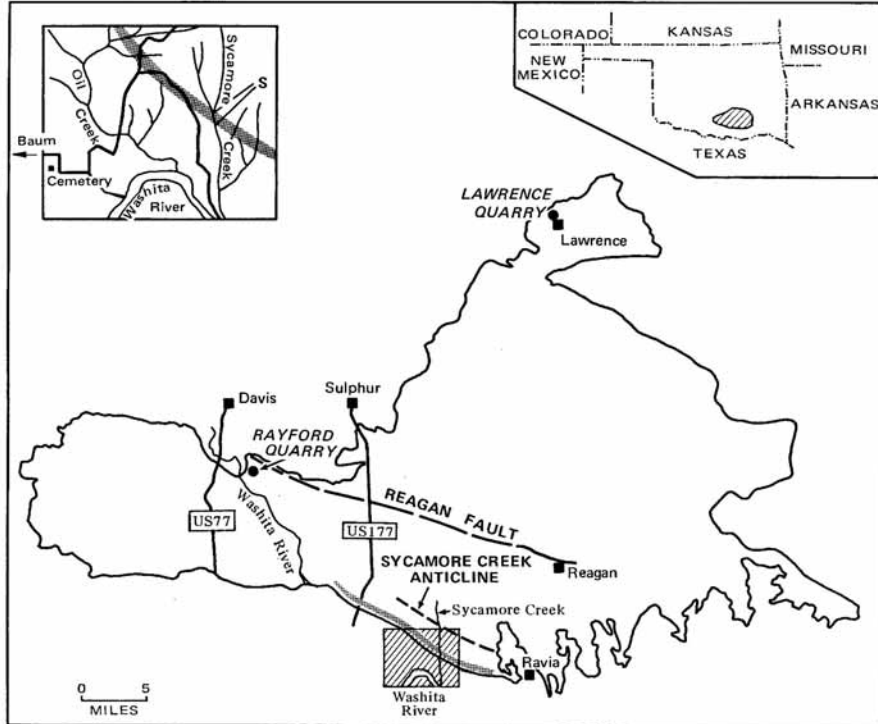 Oil
Creek
Sycamore
Creek
S
Baum
Cemetery
Washita
River
COLORADO
KANSAS
MISSOURI
NEW
MEXICO
ARKANSAS
TEXAS
LAWRENCE
QUARRY
Lawrence
Davis
Sulphur
RAYFORD
QUARRY
Washita River
US77
US177
REAGAN FAULT
Reagan
SYCAMORE CREEK
ANTICLINE
Sycamore Creek
Ravia
Washita
River
0 5
MILES